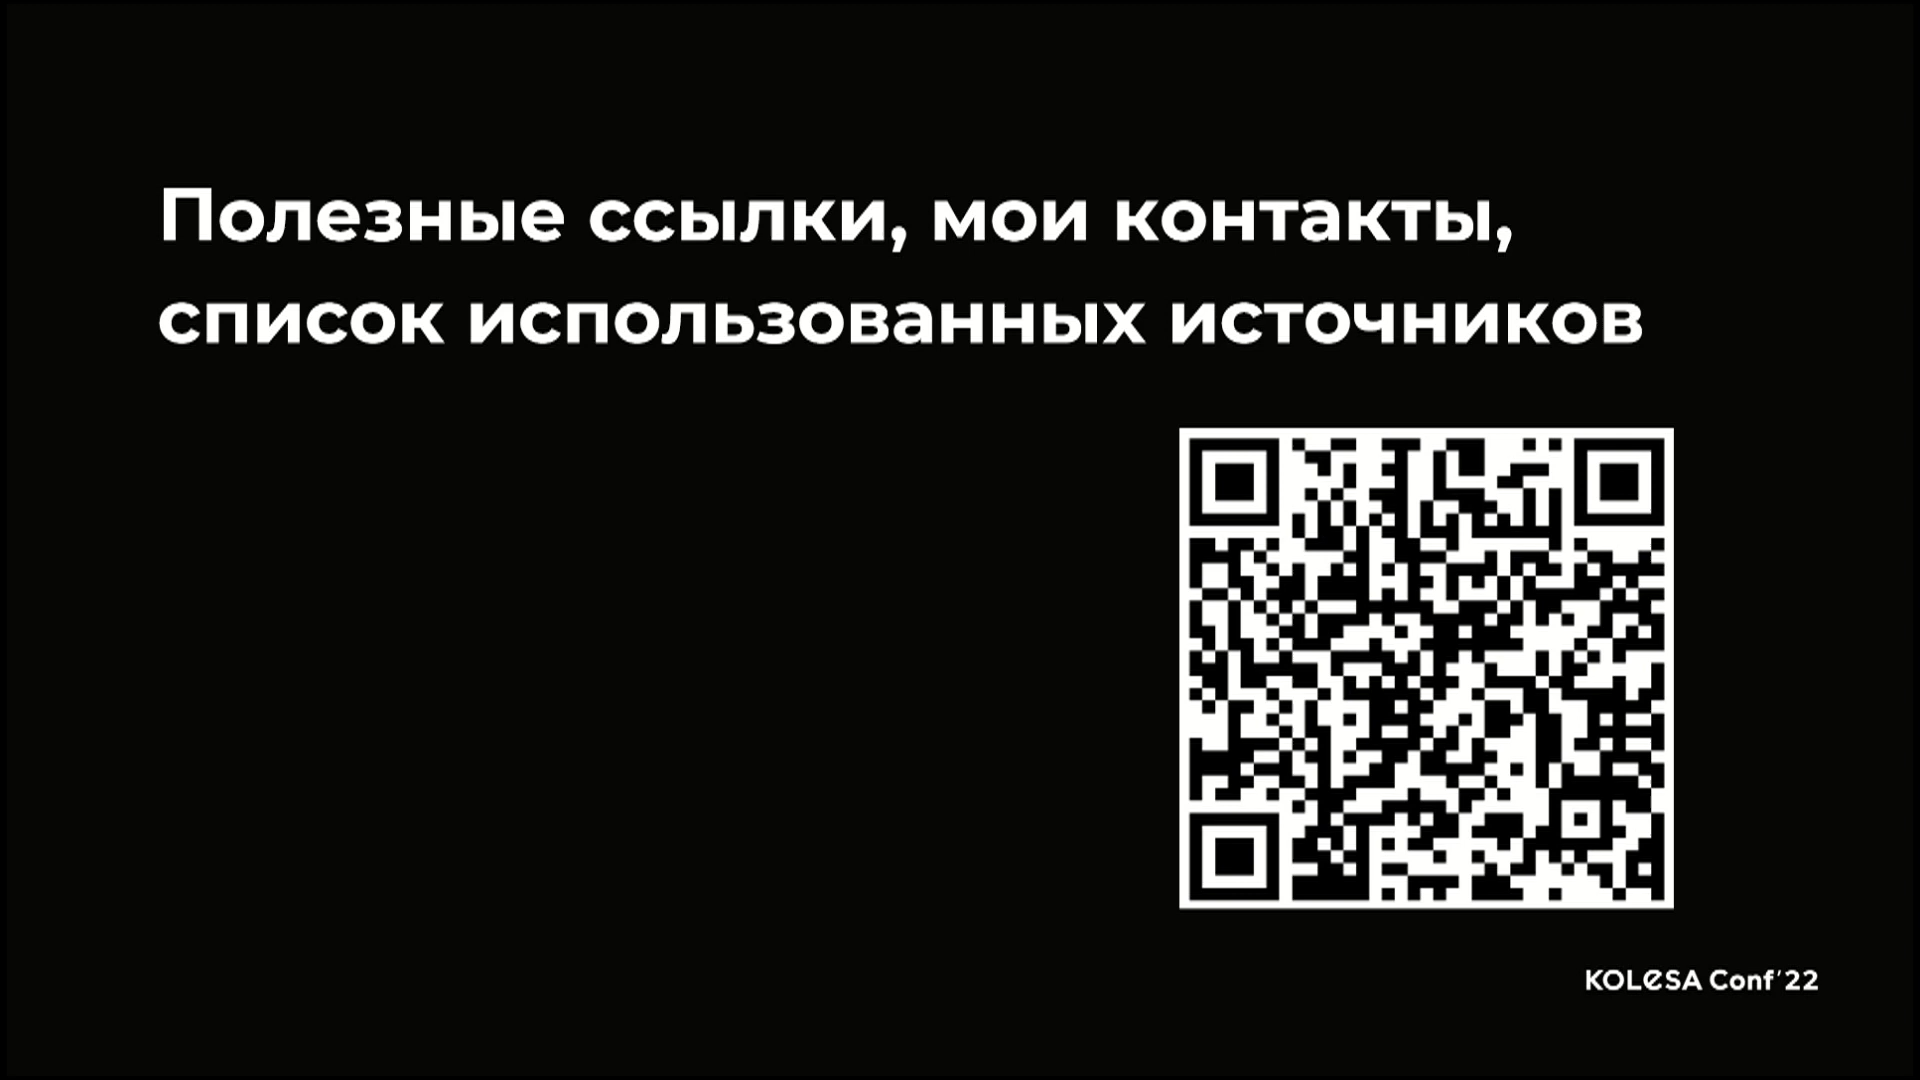 Полезные ссылки, мои контакты,
список использованных источников
KOLESA Conf'22